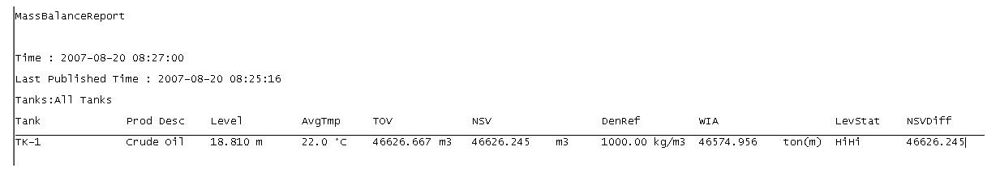 MassBalanceReport
Time : 2007-08-20 08:27:00
Last Published Time : 2007-08-20 08:25:16
Tanks:All Tanks
Tank Prod Desc Level AvgTmp TOV NSV DenRef WIA LevStat NSVDiff
TK-1 Crude Oil 18.810 m 22.0 °C 46626.667 m3 46626.245 m3 1000.00 kg/m3 46574.956 ton(m) HiHi 46626.245